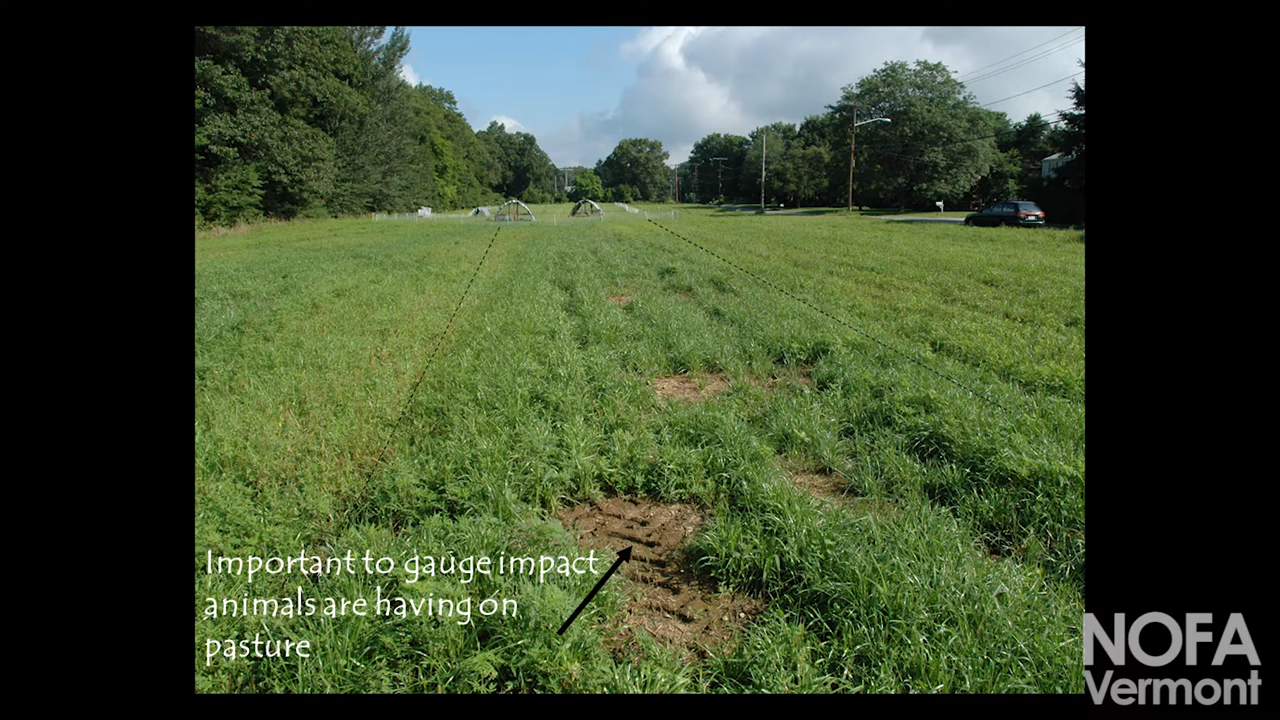 Important to gauge impact
animals are having on
pasture
NOFA
Vermont